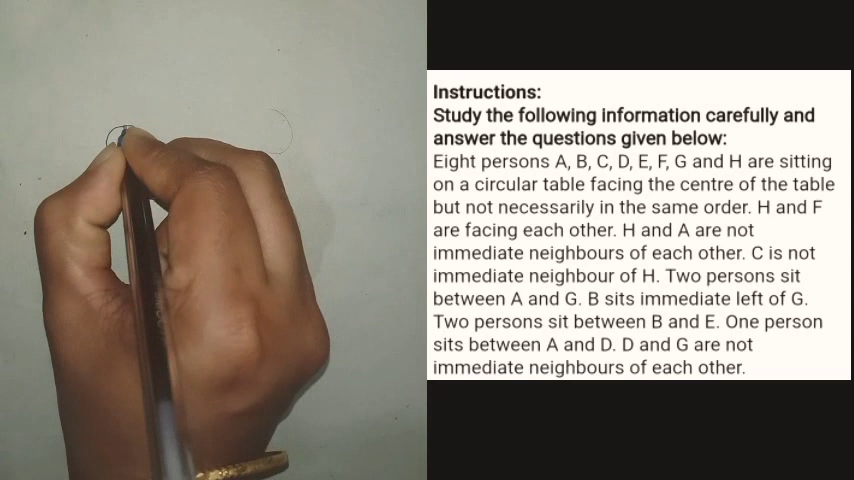 Instructions:
Study the following information carefully and
answer the questions given below:
Eight persons A, B, C, D, E, F, G and H are sitting
on a circular table facing the centre of the table
but not necessarily in the same order. H and F
are facing each other. H and A are not
immediate neighbours of each other. C is not
immediate neighbour of H. Two persons sit
between A and G. B sits immediate left of G.
Two persons sit between B and E. One person
sits between A and D. D and G are not
immediate neighbours of each other.